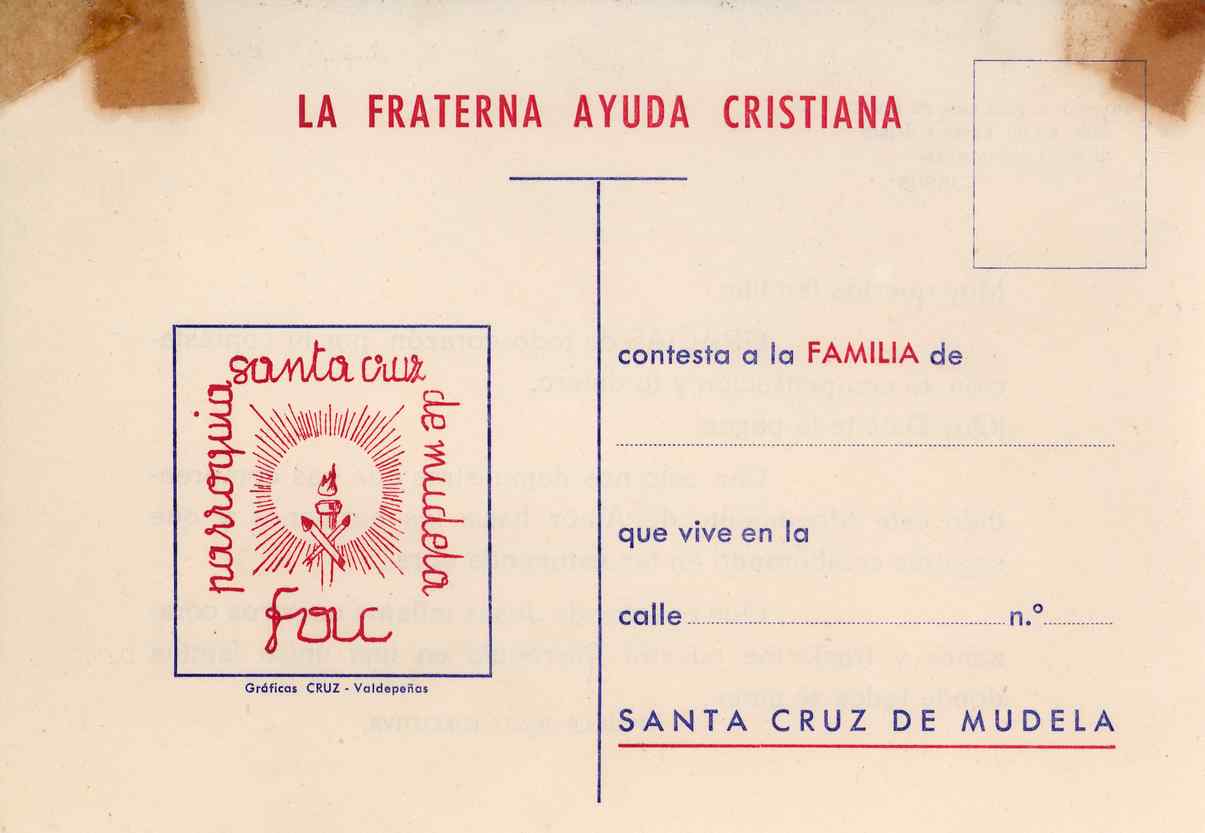 LA FRATERNA AYUDA CRISTIANA
parroquia
santa cruz
de mudela
fac
Gráficas CRUZ - Valdepeñas
contesta a la FAMILIA de
que vive en la
calle n.º
SANTA CRUZ DE MUDELA